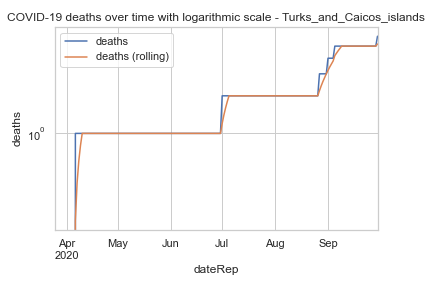 COVID-19 deaths over time with logarithmic scale - Turks_and_Caicos_islands
deaths
deaths (rolling)
deaths
10⁰
Apr
2020
May
Jun
Jul
Aug
Sep
dateRep